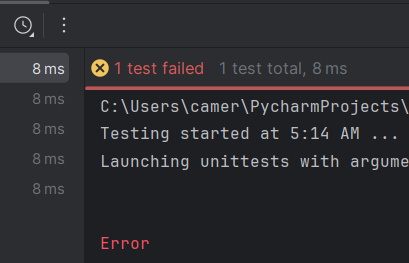 8 ms
8 ms
8 ms
8 ms
8 ms
1 test failed 1 test total, 8 ms
C:\Users\camer\PycharmProjects\
Testing started at 5:14 AM ...
Launching unittests with argume
Error